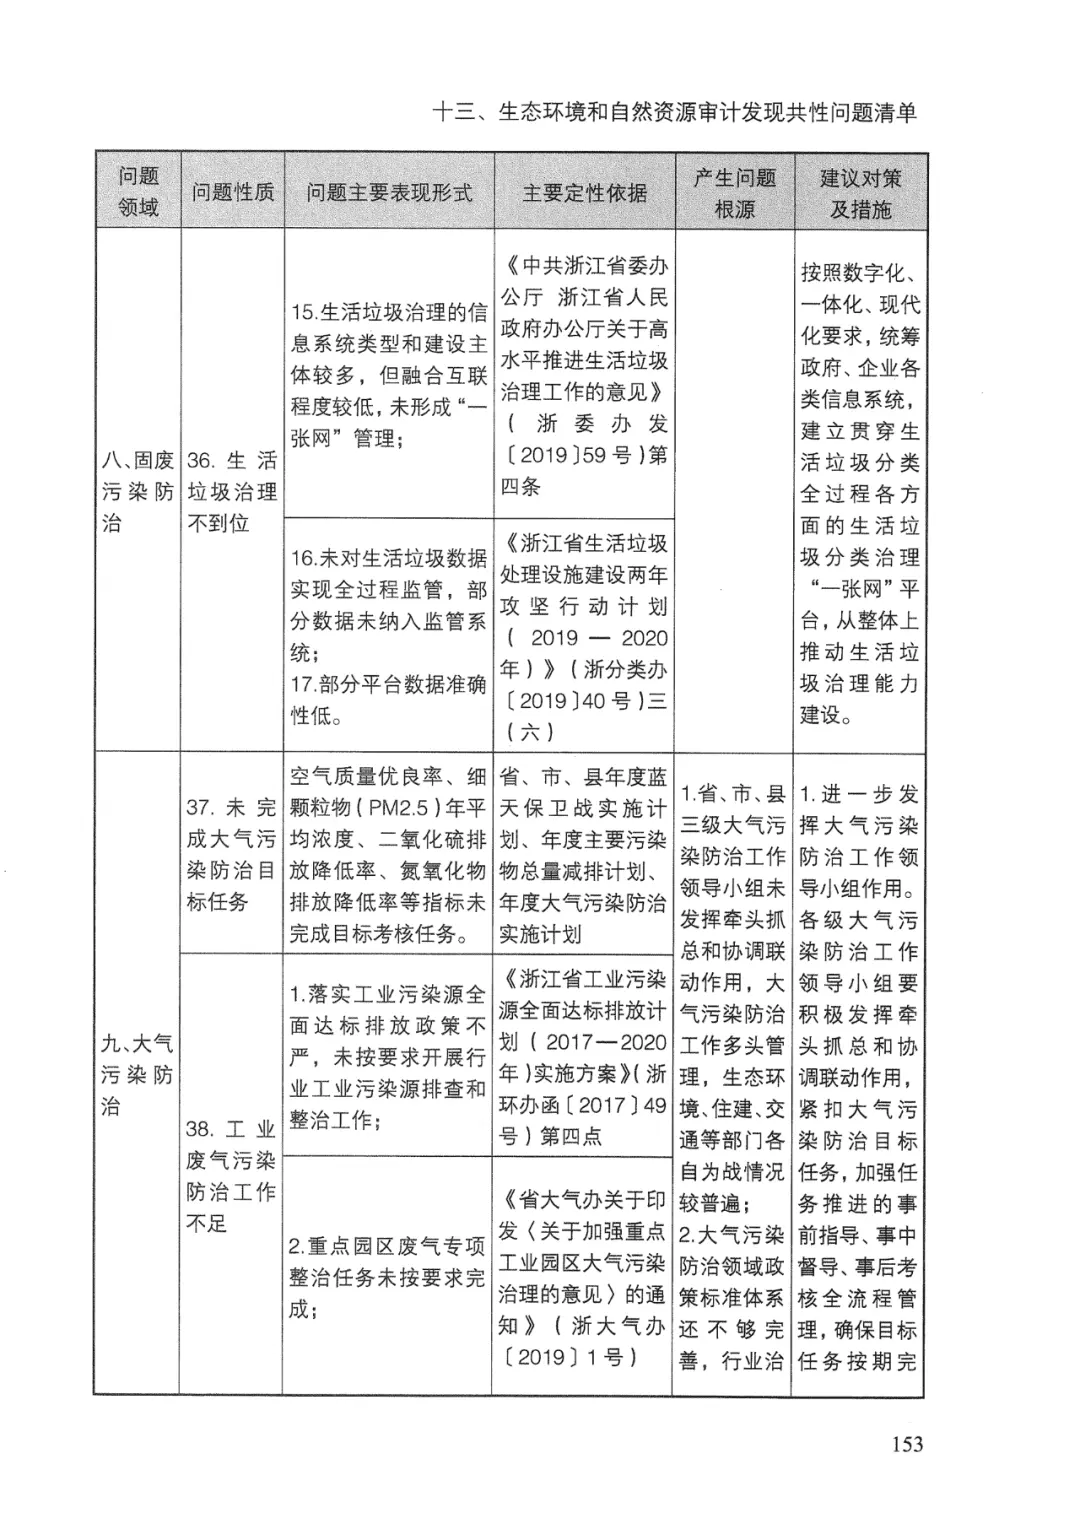 十三、生态环境和自然资源审计发现共性问题清单
问题
领域
问题性质
问题主要表现形式
主要定性依据
产生问题
根源
建议对策
及措施
八、固废
污染防
治
36. 生活
垃圾治理
不到位
15.生活垃圾治理的信
息系统类型和建设主
体较多，但融合互联
程度较低，未形成“一
张网”管理；
《中共浙江省委办
公厅 浙江省人民
政府办公厅关于高
水平推进生活垃圾
治理工作的意见》
（浙委办发
〔2019〕59号）第
四条
16.未对生活垃圾数据
实现全过程监管，部
分数据未纳入监管系
统；
17.部分平台数据准确
性低。
《浙江省生活垃圾
处理设施建设两年
攻坚行动计划
（2019—2020
年）》（浙分类办
〔2019〕40号）三
（六）
按照数字化、
一体化、现代
化要求，统筹
政府、企业各
类信息系统，
建立贯穿生
活垃圾分类
全过程各方
面的生活垃
圾分类治理
“一张网”平
台，从整体上
推动生活垃
圾治理能力
建设。
九、大气
污染防
治
37. 未完
成大气污
染防治目
标任务
空气质量优良率、细
颗粒物（PM2.5）年平
均浓度、二氧化硫排
放降低率、氮氧化物
排放降低率等指标未
完成目标考核任务。
省、市、县年度蓝
天保卫战实施计
划、年度主要污染
物总量减排计划、
年度大气污染防治
实施计划
38. 工业
废气污染
防治工作
不足
1.落实工业污染源全
面达标排放政策不
严，未按要求开展行
业工业污染源排查和
整治工作；
《浙江省工业污染
源全面达标排放计
划（2017—2020
年）实施方案》（浙
环办函〔2017〕49
号）第四点
2.重点园区废气专项
整治任务未按要求完
成；
《省大气办关于印
发〈关于加强重点
工业园区大气污染
治理的意见〉的通
知》（浙大气办
〔2019〕1号）
1.省、市、县
三级大气污
染防治工作
领导小组未
发挥牵头抓
总和协调联
动作用，大
气污染防治
工作多头管
理，生态环
境、住建、交
通等部门各
自为战情况
较普遍；
2.大气污染
防治领域政
策标准体系
还不够完
善，行业治
1.进一步发
挥大气污染
防治工作领
导小组作用。
各级大气污
染防治工作
领导小组要
积极发挥牵
头抓总和协
调联动作用，
紧扣大气污
染防治目标
任务，加强任
务推进的事
前指导、事中
督导、事后考
核全流程管
理，确保目标
任务按期完
153